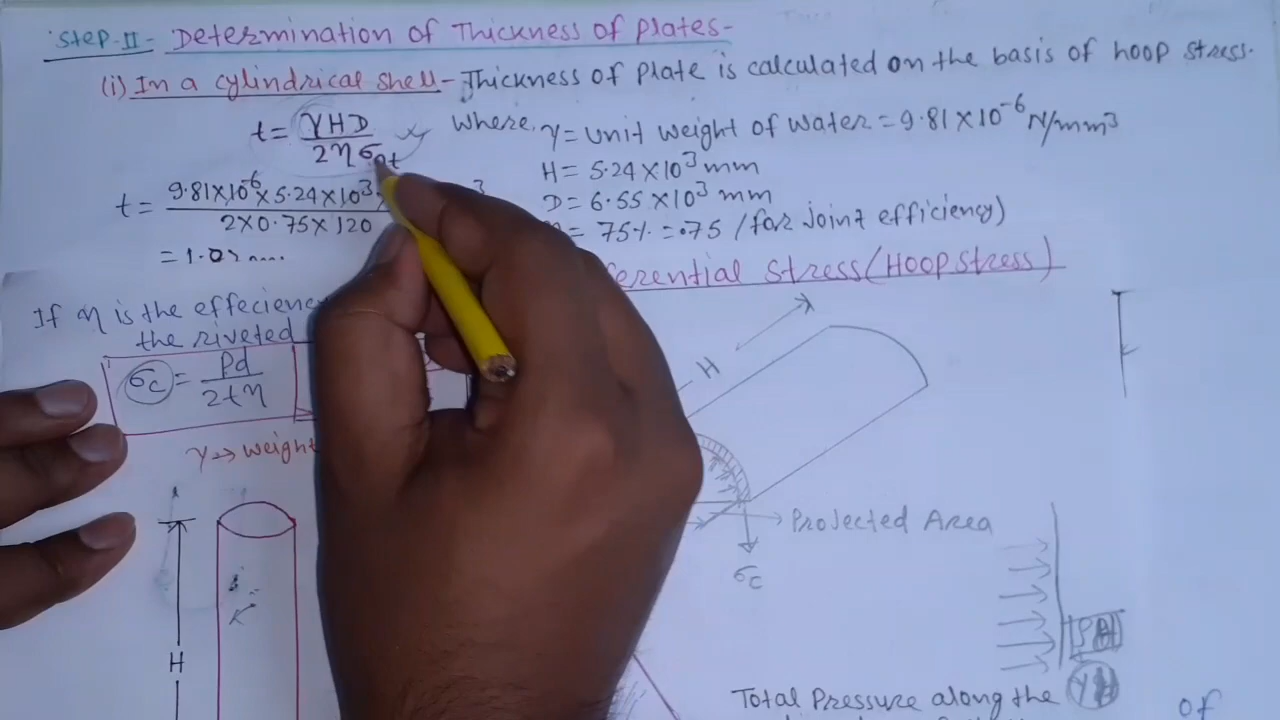 Step-II- Determination of Thickness of plates-
(i) In a cylindrical shell- Thickness of Plate is calculated on the basis of hoop stress.
t = γHD / 2ησat where, γ = unit weight of water = 9.81×10⁻⁶ N/mm³
H = 5.24×10³ mm
t = 9.81×10⁻⁶ × 5.24×10³ / 2×0.75×120
D = 6.55×10³ mm
= 75% = .75 (for joint efficiency)
ferential stress (Hoop stress)
If η is the effecienc
the riveted
σc = Pd / 2tη
γ → weight
H
Projected Area
σc
H
γH
Total Pressure along the
of